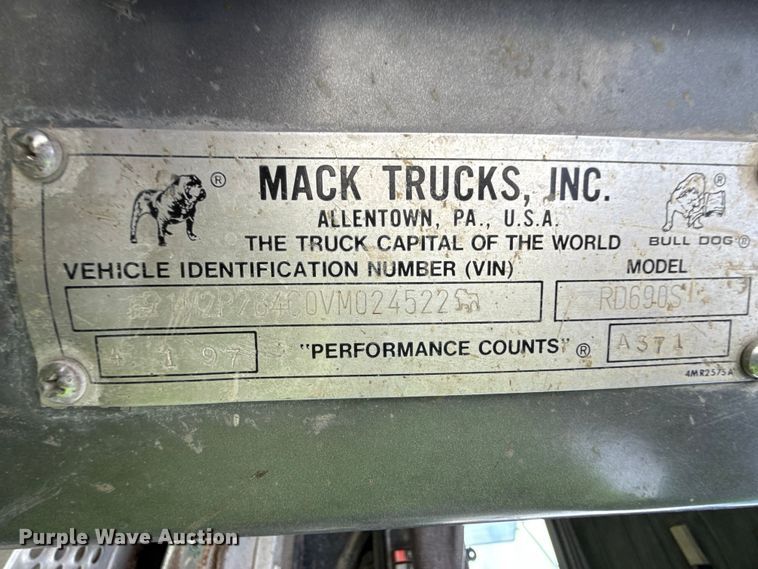 MACK TRUCKS, INC.
ALLENTOWN, PA., U.S.A.
THE TRUCK CAPITAL OF THE WORLD
BULL DOG®
VEHICLE IDENTIFICATION NUMBER (VIN)
MODEL
RD690S
4 1 97
"PERFORMANCE COUNTS" ®
A371
4MR2575A
Purple Wave Auction